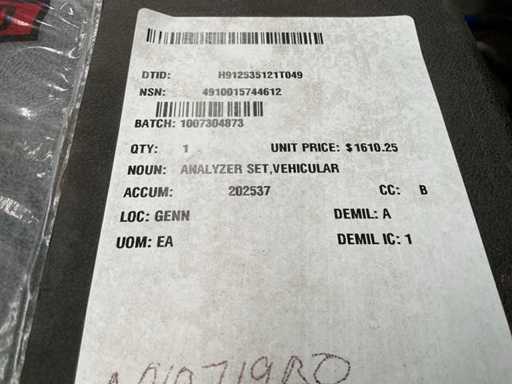 DTID: H912535121T049
NSN: 4910015744612
BATCH: 1007304873
QTY: 1 UNIT PRICE: $1610.25
NOUN: ANALYZER SET,VEHICULAR
ACCUM: 202537 CC: B
LOC: GENN DEMIL: A
UOM: EA DEMIL IC: 1